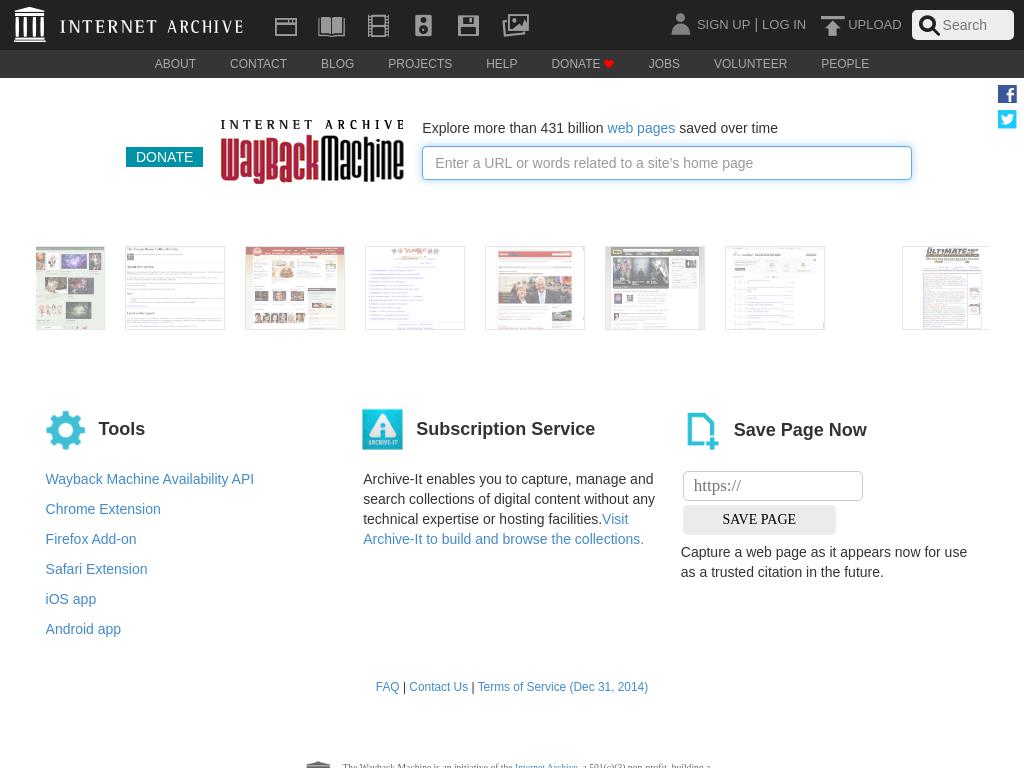 INTERNET ARCHIVE
SIGN UP | LOG IN
UPLOAD
Search
ABOUT
CONTACT
BLOG
PROJECTS
HELP
DONATE
JOBS
VOLUNTEER
PEOPLE
DONATE
INTERNET ARCHIVE
WayBackMachine
Explore more than 431 billion web pages saved over time
Enter a URL or words related to a site's home page
Tools
Wayback Machine Availability API
Chrome Extension
Firefox Add-on
Safari Extension
iOS app
Android app
ARCHIVE-IT
Subscription Service
Archive-It enables you to capture, manage and
search collections of digital content without any
technical expertise or hosting facilities.Visit
Archive-It to build and browse the collections.
Save Page Now
https://
SAVE PAGE
Capture a web page as it appears now for use
as a trusted citation in the future.
FAQ | Contact Us | Terms of Service (Dec 31, 2014)
The Wayback Machine is an initiative of the Internet Archive, a 501(c)(3) non-profit, building a